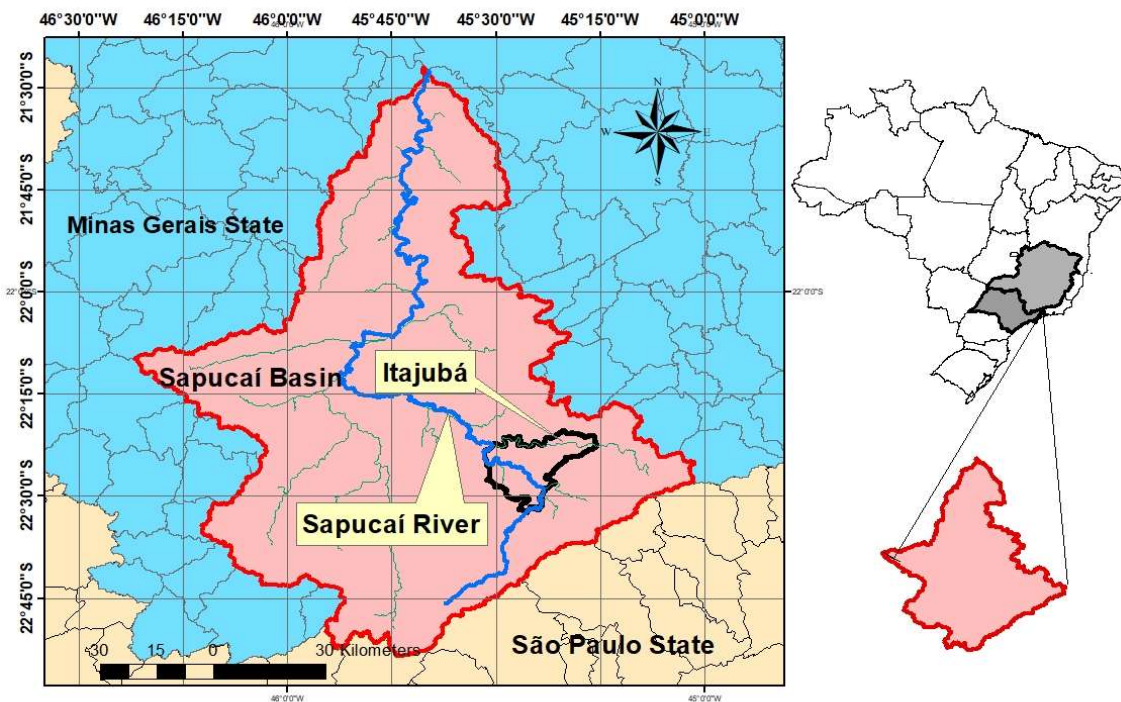 46°30'0"W 46°15'0"W 45°45'0"W 45°30'0"W 45°15'0"W 45°0'0"W
N
W E
S
21°30'0"S
21°45'0"S
Minas Gerais State
22°0'0"S 22°0'0"S
Itajubá
Sapucaí Basin
22°15'0"S
22°30'0"S
Sapucaí River
22°45'0"S
São Paulo State
30 15 0 30 Kilometers
46°0'0"W 45°0'0"W